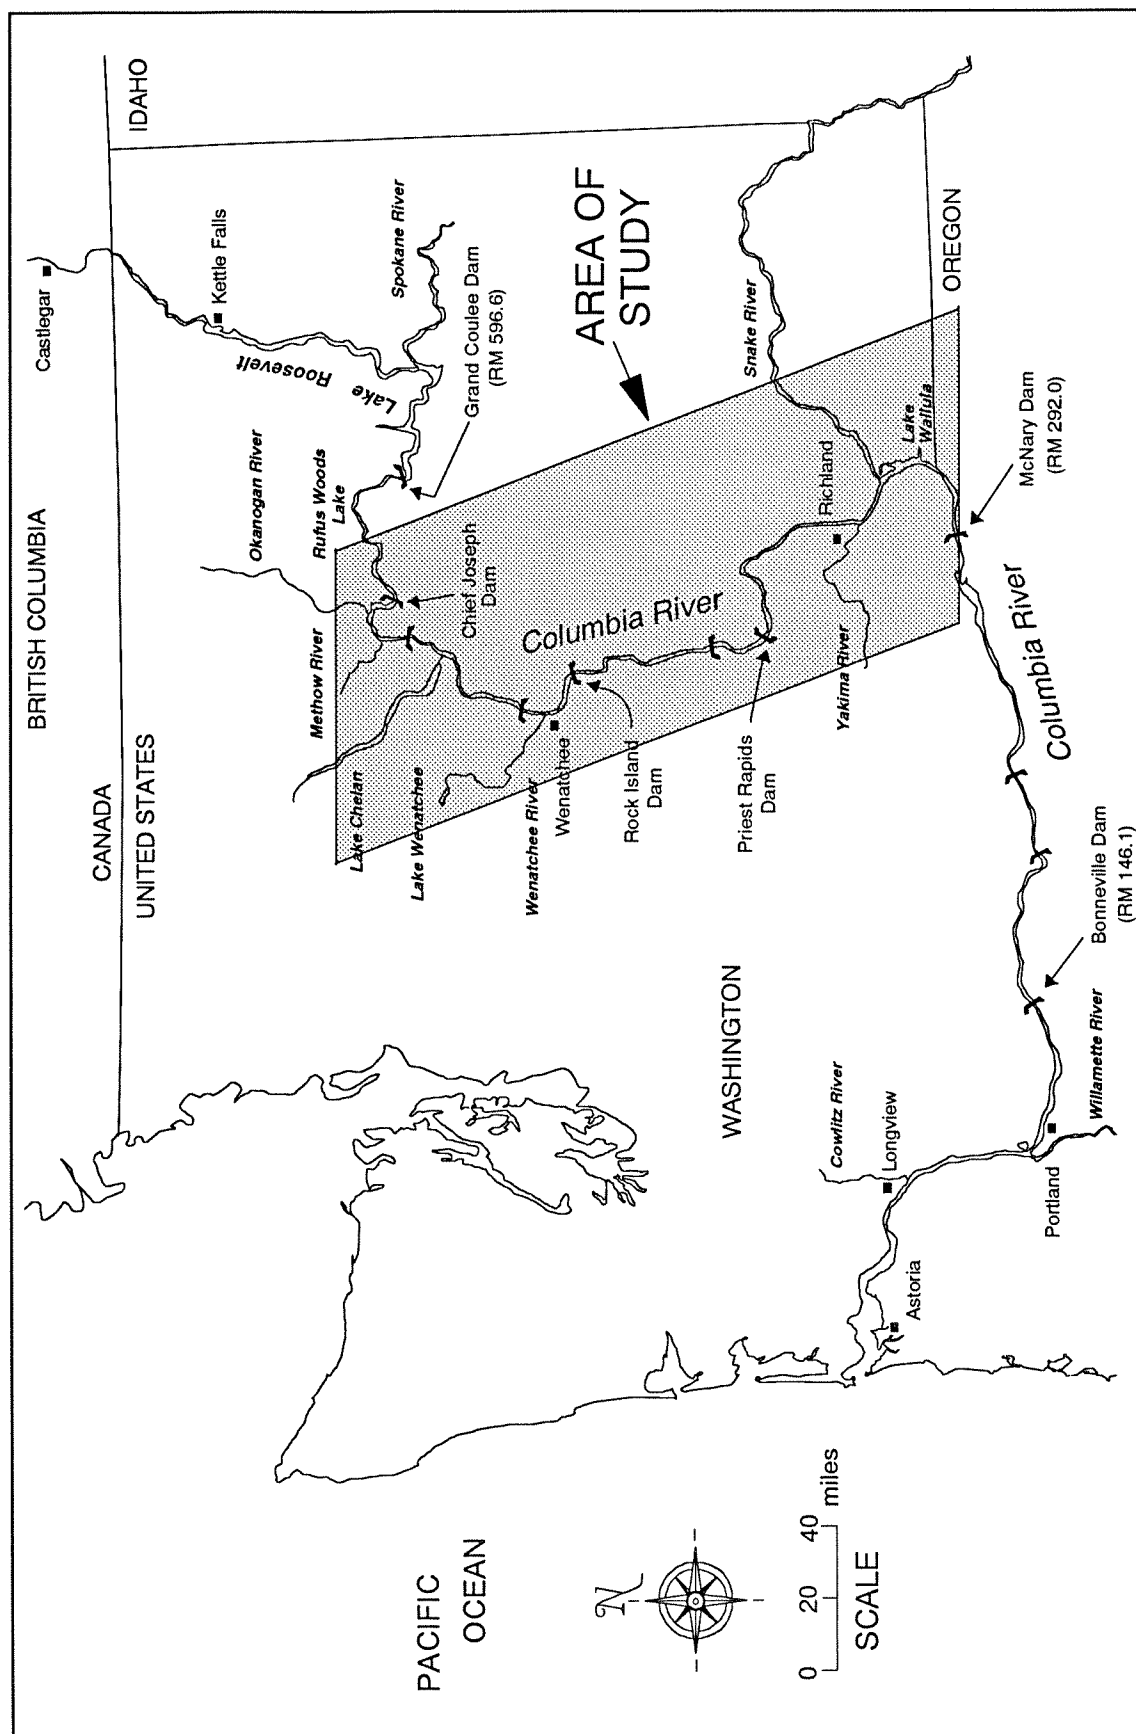 BRITISH COLUMBIA
Castlegar
CANADA
UNITED STATES
IDAHO
Kettle Falls
Lake Roosevelt
Spokane River
Okanogan River
Rufus Woods
Lake
Grand Coulee Dam
(RM 596.6)
Methow River
Chief Joseph
Dam
Lake Chelan
Lake Wenatchee
Wenatchee River
Wenatchee
Columbia River
AREA OF
STUDY
Rock Island
Dam
Priest Rapids
Dam
Snake River
Richland
Yakima River
Lake
Wallula
OREGON
McNary Dam
(RM 292.0)
Columbia River
WASHINGTON
Bonneville Dam
(RM 146.1)
Cowlitz River
Longview
Willamette River
Portland
Astoria
PACIFIC
OCEAN
N
0 20 40 miles
SCALE